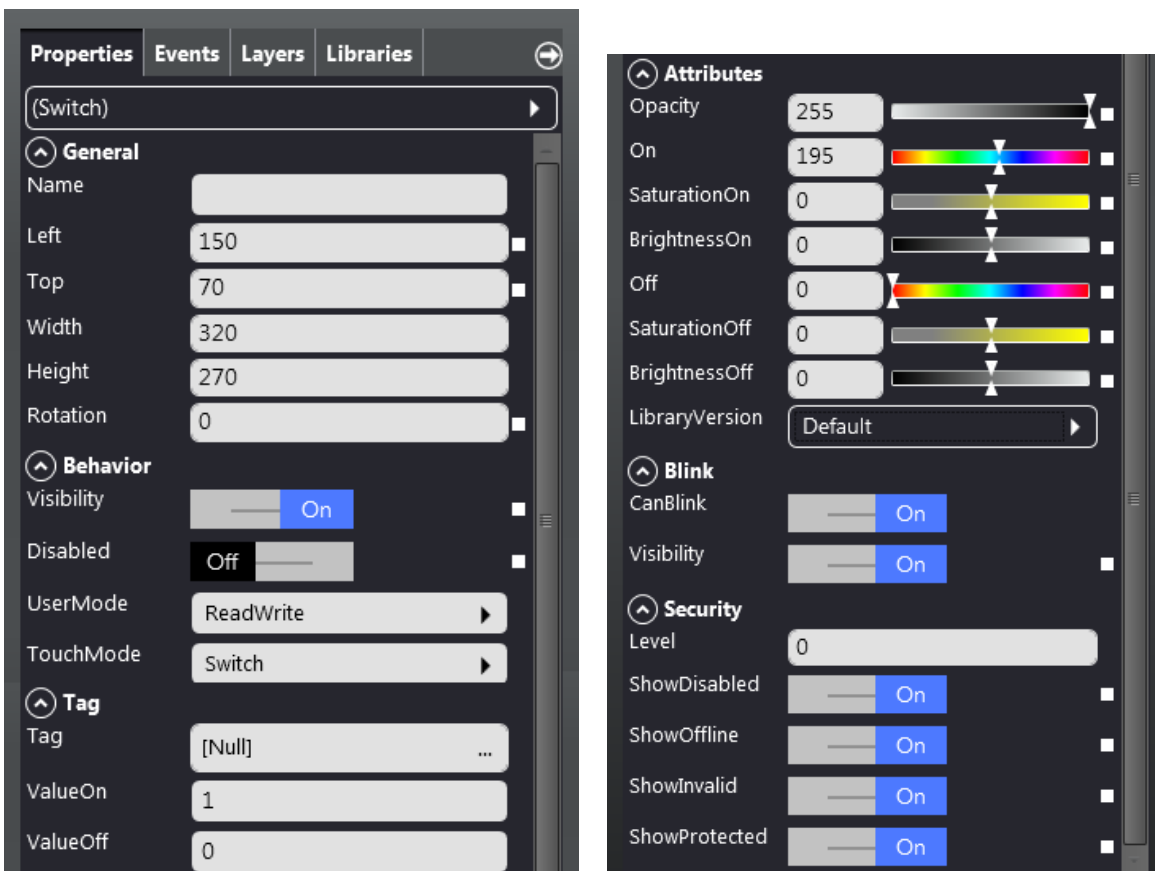 Properties Events Layers Libraries
(Switch)
General
Name
Left 150
Top 70
Width 320
Height 270
Rotation 0
Behavior
Visibility On
Disabled Off
UserMode ReadWrite
TouchMode Switch
Tag
Tag [Null] ...
ValueOn 1
ValueOff 0
Attributes
Opacity 255
On 195
SaturationOn 0
BrightnessOn 0
Off 0
SaturationOff 0
BrightnessOff 0
LibraryVersion Default
Blink
CanBlink On
Visibility On
Security
Level 0
ShowDisabled On
ShowOffline On
ShowInvalid On
ShowProtected On